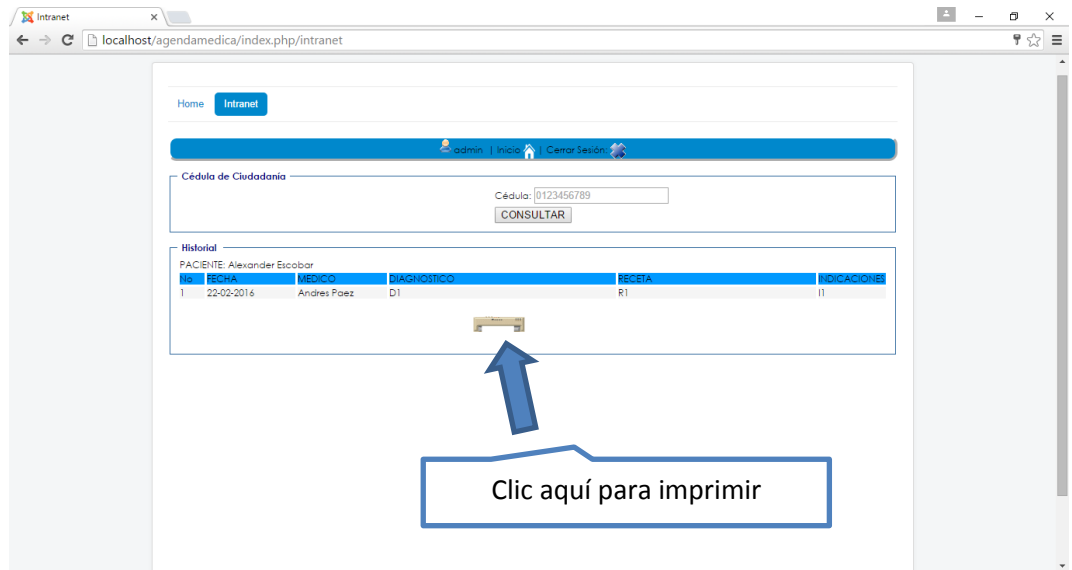 Intranet
localhost/agendamedica/index.php/intranet
Home Intranet
admin | Inicio | Cerrar Sesión:
Cédula de Ciudadanía
Cédula: 0123456789
CONSULTAR
Historial
PACIENTE: Alexander Escobar
No FECHA MEDICO DIAGNOSTICO RECETA INDICACIONES
1 22-02-2016 Andres Paez D1 R1 I1
Clic aquí para imprimir